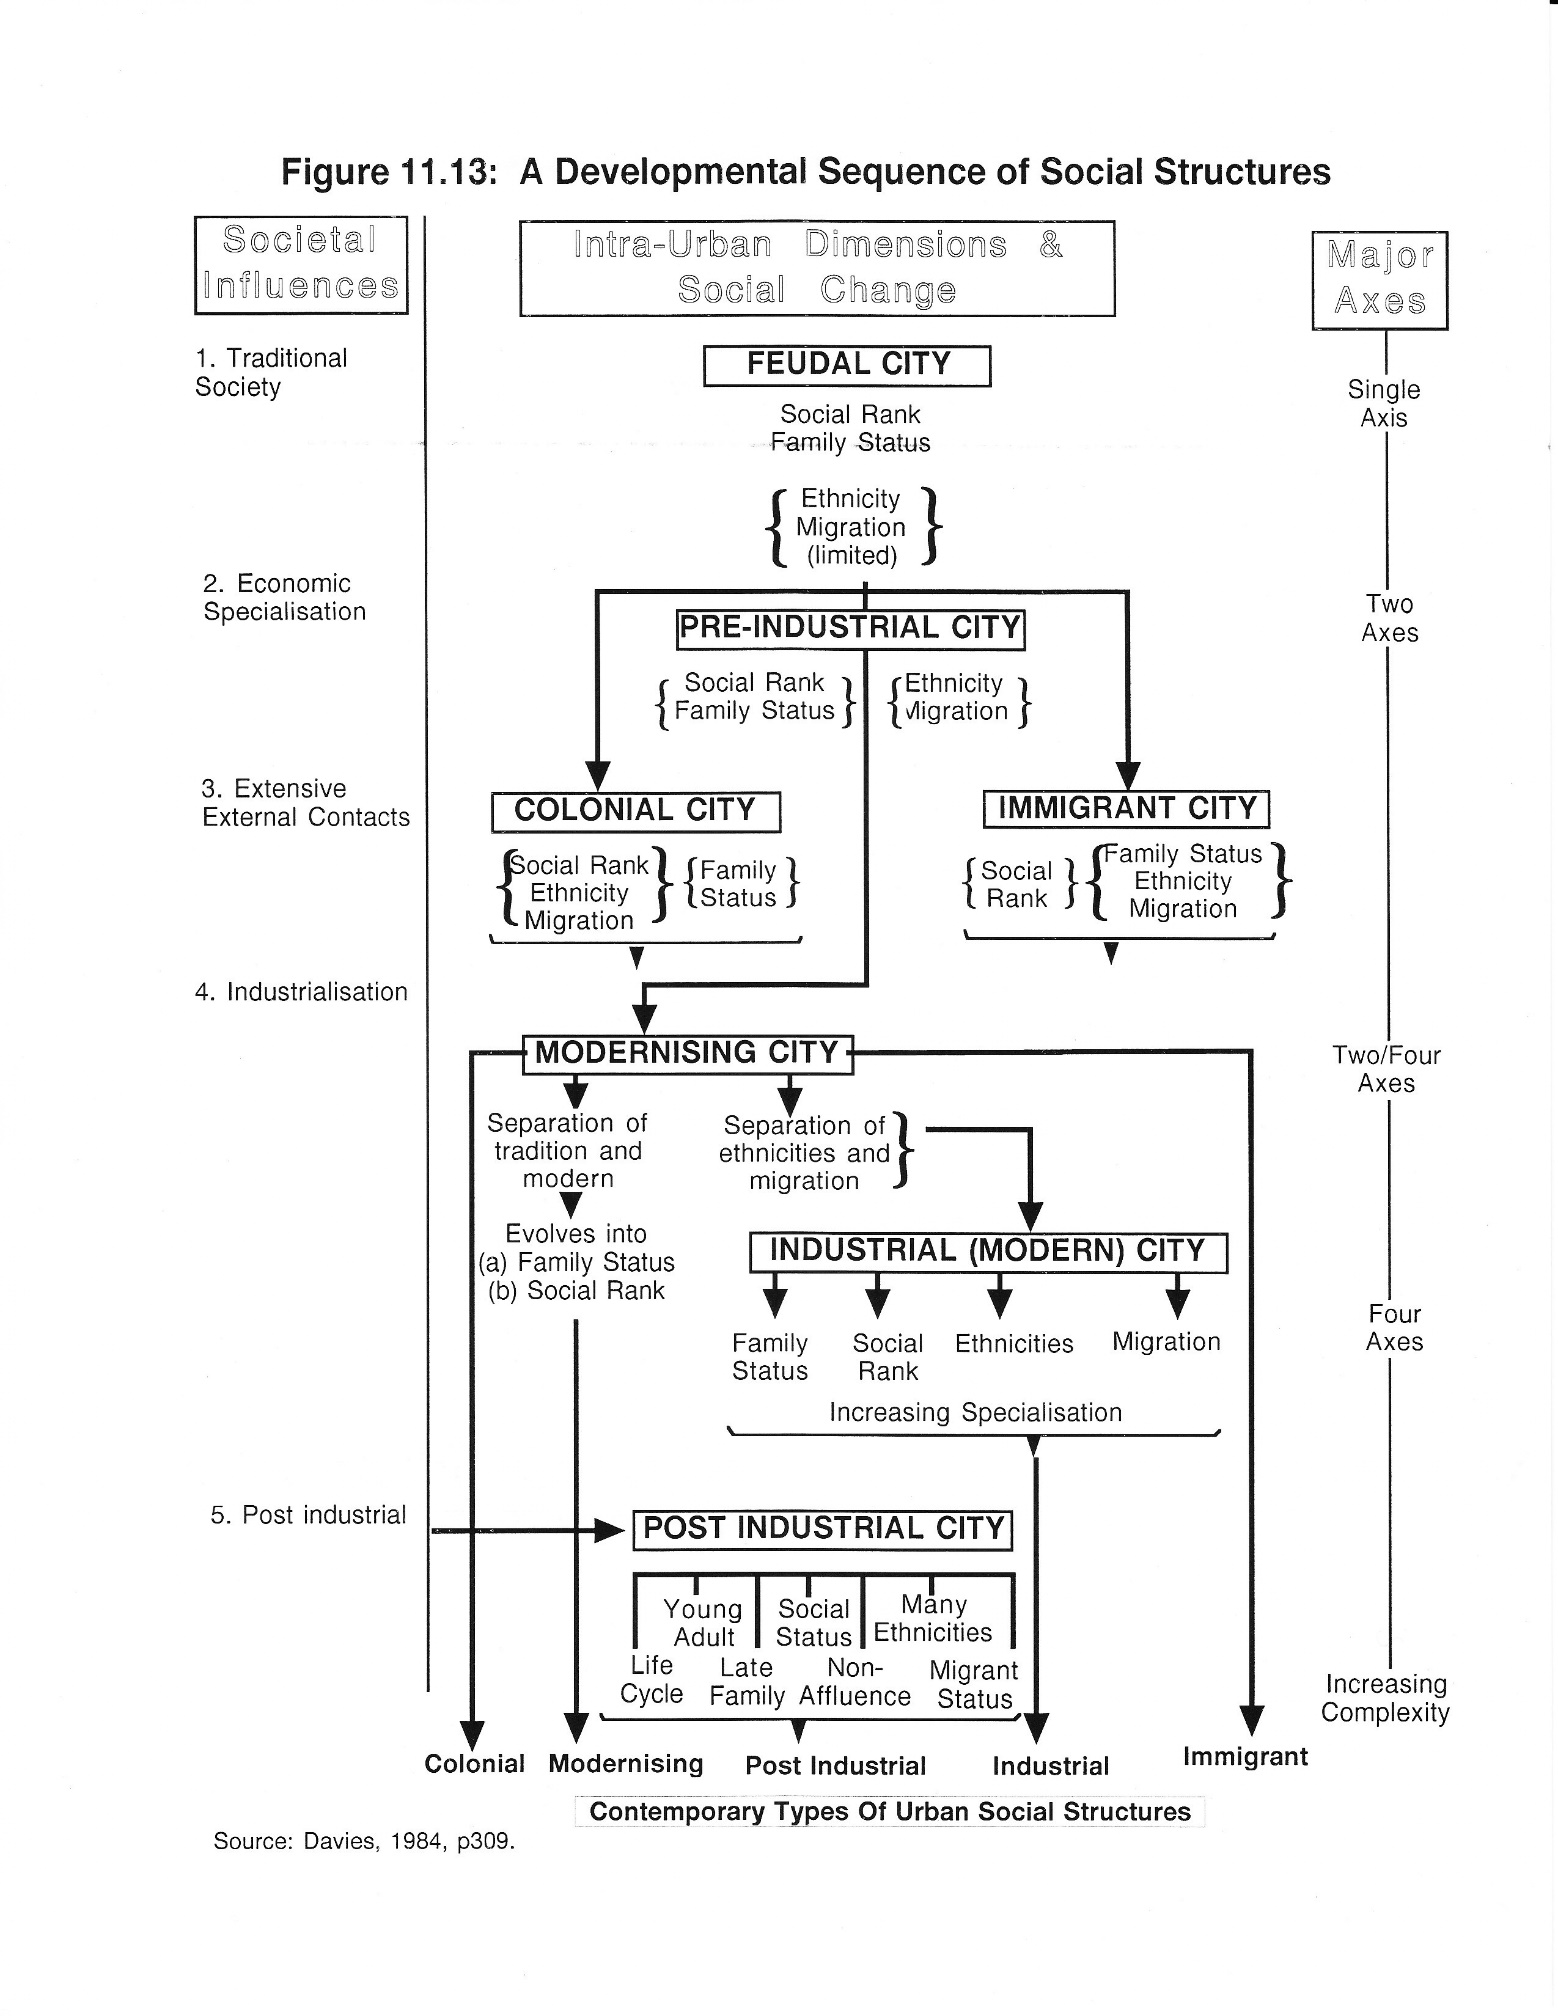 Figure 11.13: A Developmental Sequence of Social Structures
Societal
Influences
Intra-Urban Dimensions &
Social Change
Major
Axes
1. Traditional
Society
FEUDAL CITY
Social Rank
Family Status
Single
Axis
Ethnicity
Migration
(limited)
2. Economic
Specialisation
PRE-INDUSTRIAL CITY
Two
Axes
Social Rank
Family Status
Ethnicity
Migration
3. Extensive
External Contacts
COLONIAL CITY
Social Rank
Ethnicity
Migration
Family
Status
IMMIGRANT CITY
Social
Rank
Family Status
Ethnicity
Migration
4. Industrialisation
MODERNISING CITY
Two/Four
Axes
Separation of
tradition and
modern
Evolves into
(a) Family Status
(b) Social Rank
Separation of
ethnicities and
migration
INDUSTRIAL (MODERN) CITY
Family
Status
Social
Rank
Ethnicities
Migration
Four
Axes
Increasing Specialisation
5. Post industrial
POST INDUSTRIAL CITY
Young
Adult
Social
Status
Many
Ethnicities
Life
Cycle
Late
Family
Non-
Affluence
Migrant
Status
Increasing
Complexity
Colonial
Modernising
Post Industrial
Industrial
Immigrant
Contemporary Types Of Urban Social Structures
Source: Davies, 1984, p309.